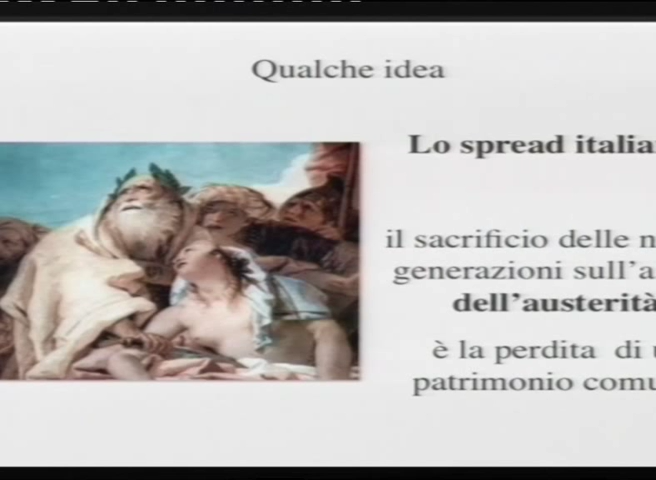 Qualche idea
Lo spread italia
il sacrificio delle n
generazioni sull'a
dell'austerità
è la perdita di u
patrimonio comu